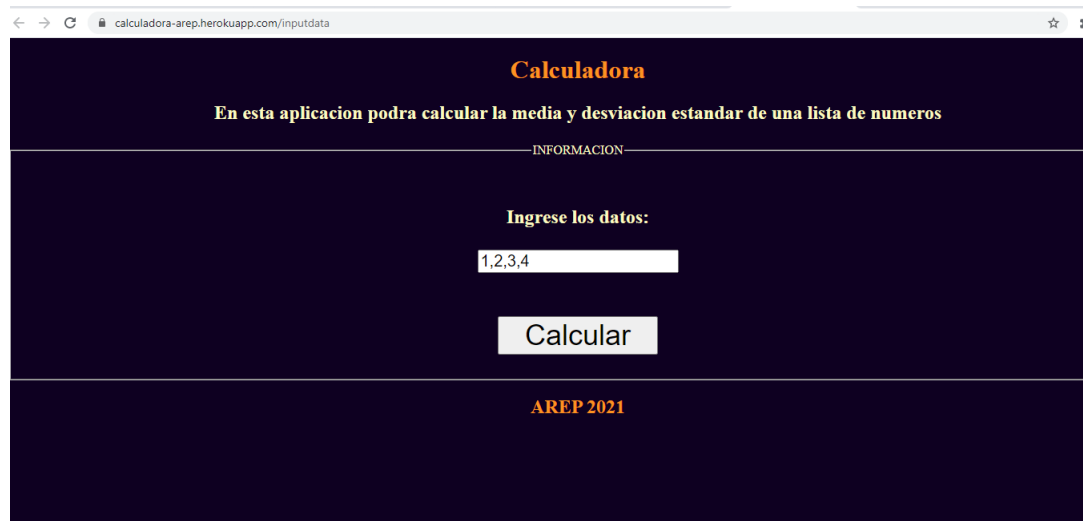 calculadora-arep.herokuapp.com/inputdata
Calculadora
En esta aplicacion podra calcular la media y desviacion estandar de una lista de numeros
INFORMACION
Ingrese los datos:
1,2,3,4
Calcular
AREP 2021